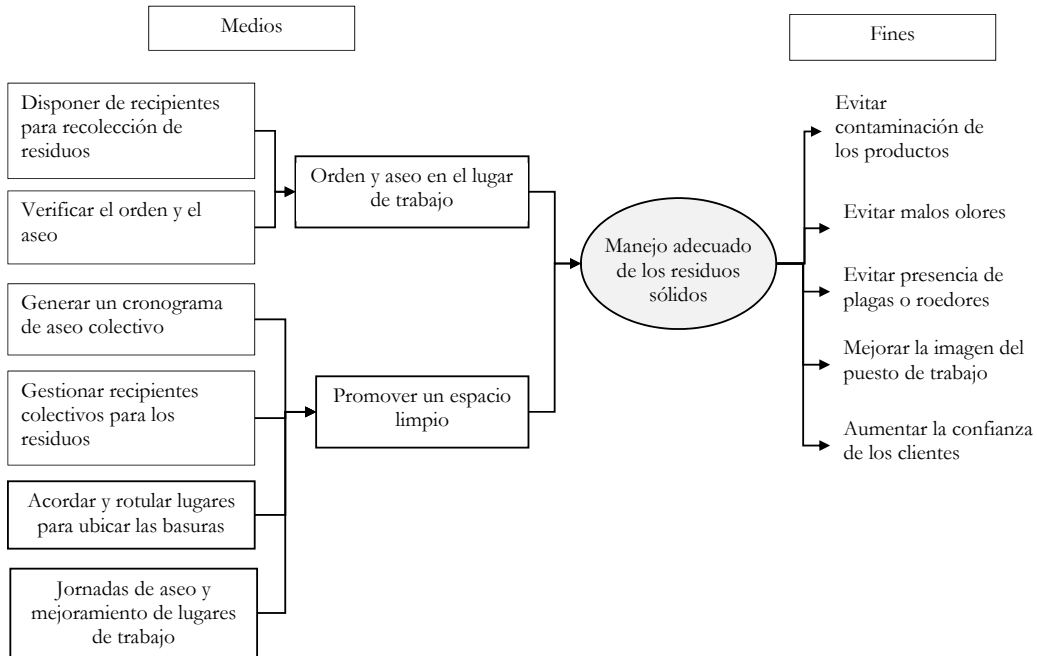 Medios
Fines
Disponer de recipientes
para recolección de
residuos
Verificar el orden y el
aseo
Generar un cronograma
de aseo colectivo
Gestionar recipientes
colectivos para los
residuos
Acordar y rotular lugares
para ubicar las basuras
Jornadas de aseo y
mejoramiento de lugares
de trabajo
Orden y aseo en el lugar
de trabajo
Promover un espacio
limpio
Manejo adecuado
de los residuos
sólidos
Evitar
contaminación de
los productos
Evitar malos olores
Evitar presencia de
plagas o roedores
Mejorar la imagen del
puesto de trabajo
Aumentar la confianza
de los clientes